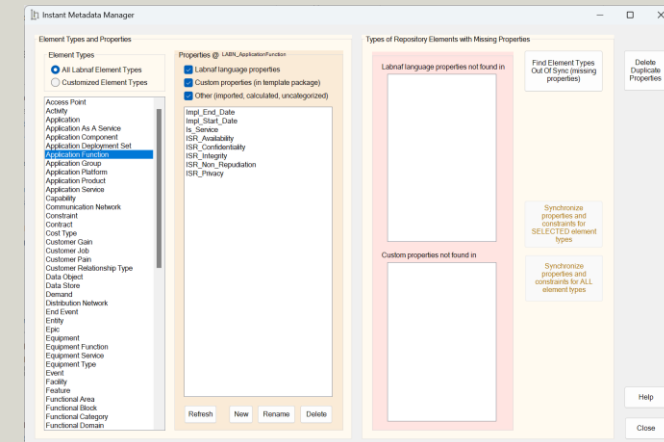 Instant Metadata Manager
Element Types and Properties
Element Types
All Labnaf Element Types
Customized Element Types
Access Point
Activity
Application
Application As A Service
Application Component
Application Deployment Set
Application Function
Application Group
Application Platform
Application Product
Application Service
Capability
Communication Network
Constraint
Contract
Cost Type
Customer Gain
Customer Job
Customer Pain
Customer Relationship Type
Data Object
Data Store
Demand
Distribution Network
End Event
Entity
Epic
Equipment
Equipment Function
Equipment Service
Equipment Type
Event
Facility
Feature
Functional Area
Functional Block
Functional Category
Functional Domain
Properties @ LABN_ApplicationFunction
Labnaf language properties
Custom properties (in template package)
Other (imported, calculated, uncategorized)
Impl_End_Date
Impl_Start_Date
Is_Service
ISR_Availability
ISR_Confidentiality
ISR_Integrity
ISR_Non_Repudiation
ISR_Privacy
Refresh
New
Rename
Delete
Types of Repository Elements with Missing Properties
Labnaf language properties not found in
Custom properties not found in
Find Element Types
Out Of Sync (missing
properties)
Synchronize
properties and
constraints for
SELECTED element
types
Synchronize
properties and
constraints for ALL
element types
Delete
Duplicate
Properties
Help
Close